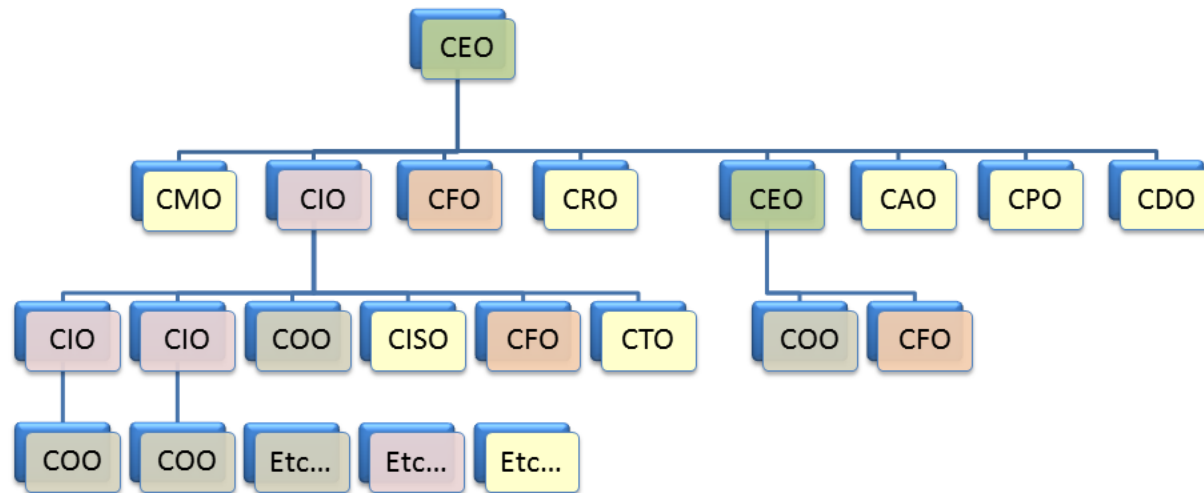 CEO
CMO CIO CFO CRO CEO CAO CPO CDO
CIO CIO COO CISO CFO CTO COO CFO
COO COO Etc... Etc... Etc...